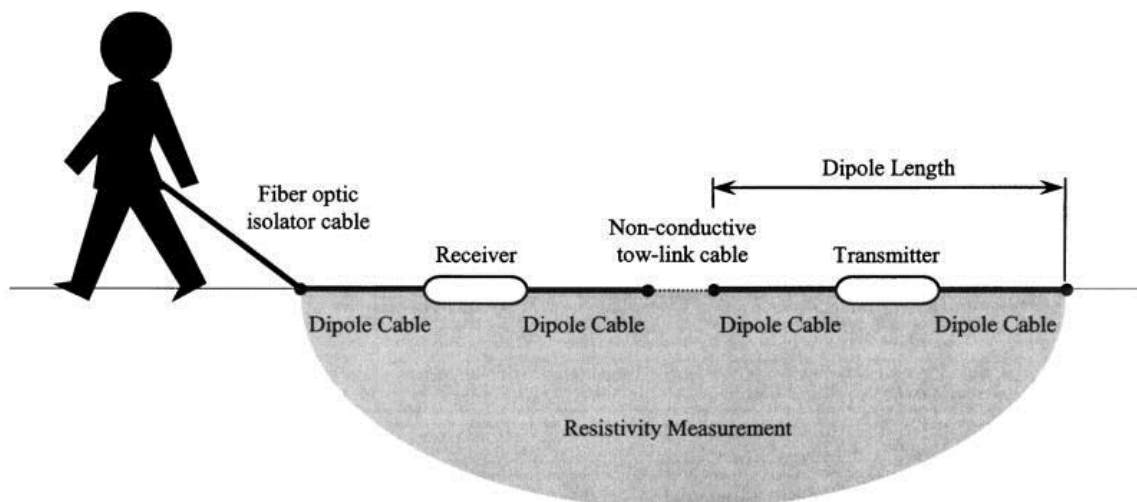 Dipole Length
Fiber optic
isolator cable
Non-conductive
tow-link cable
Receiver
Transmitter
Dipole Cable
Dipole Cable
Dipole Cable
Dipole Cable
Resistivity Measurement